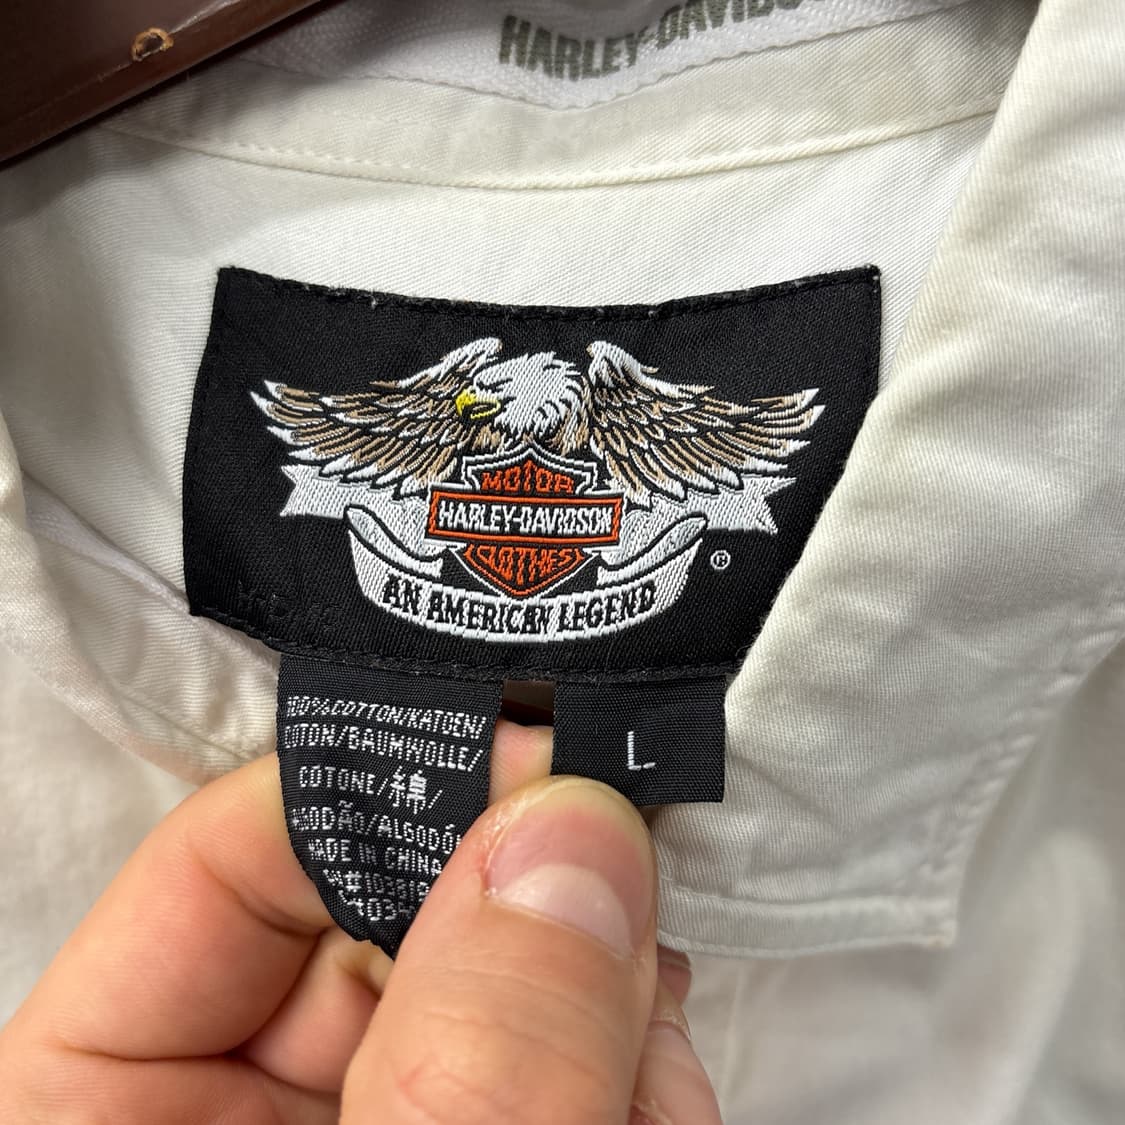 HARLEY-DAVIDSON
MOTOR
HARLEY-DAVIDSON
CLOTHES
®
AN AMERICAN LEGEND
100%COTTON/KATOEN/
COTON/BAUMWOLLE/
COTONE/綿/
ALGODÃO/ALGODÓ
MADE IN CHINA
L